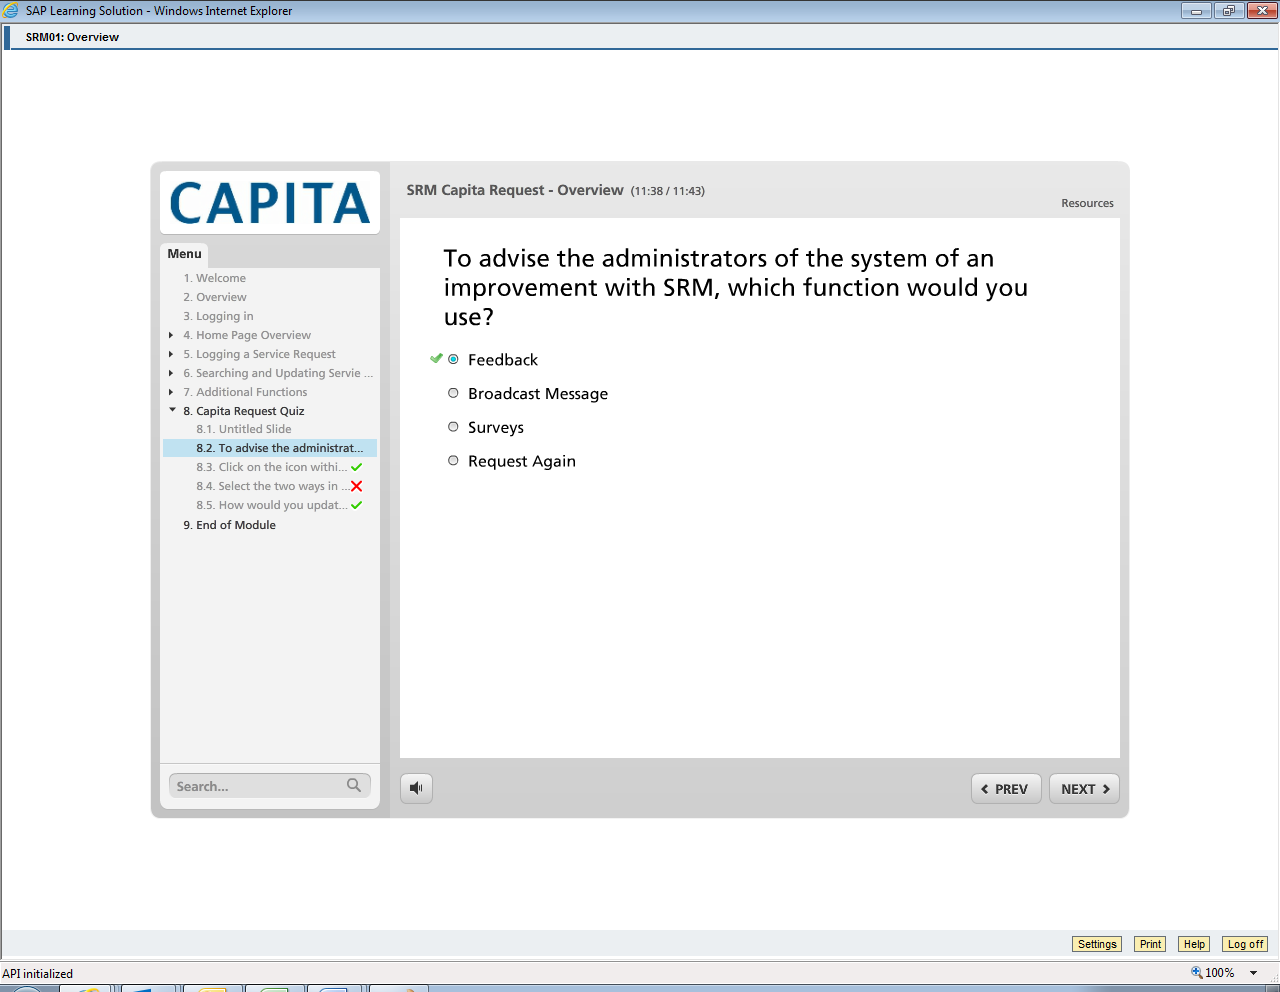 SAP Learning Solution - Windows Internet Explorer
SRM01: Overview
CAPITA
SRM Capita Request - Overview (11:38 / 11:43)
Resources
Menu
1. Welcome
2. Overview
3. Logging in
4. Home Page Overview
5. Logging a Service Request
6. Searching and Updating Servie ...
7. Additional Functions
8. Capita Request Quiz
8.1. Untitled Slide
8.2. To advise the administrat...
8.3. Click on the icon withi...
8.4. Select the two ways in ...
8.5. How would you updat...
9. End of Module
Search...
To advise the administrators of the system of an
improvement with SRM, which function would you
use?
Feedback
Broadcast Message
Surveys
Request Again
PREV
NEXT
Settings
Print
Help
Log off
API initialized
100%